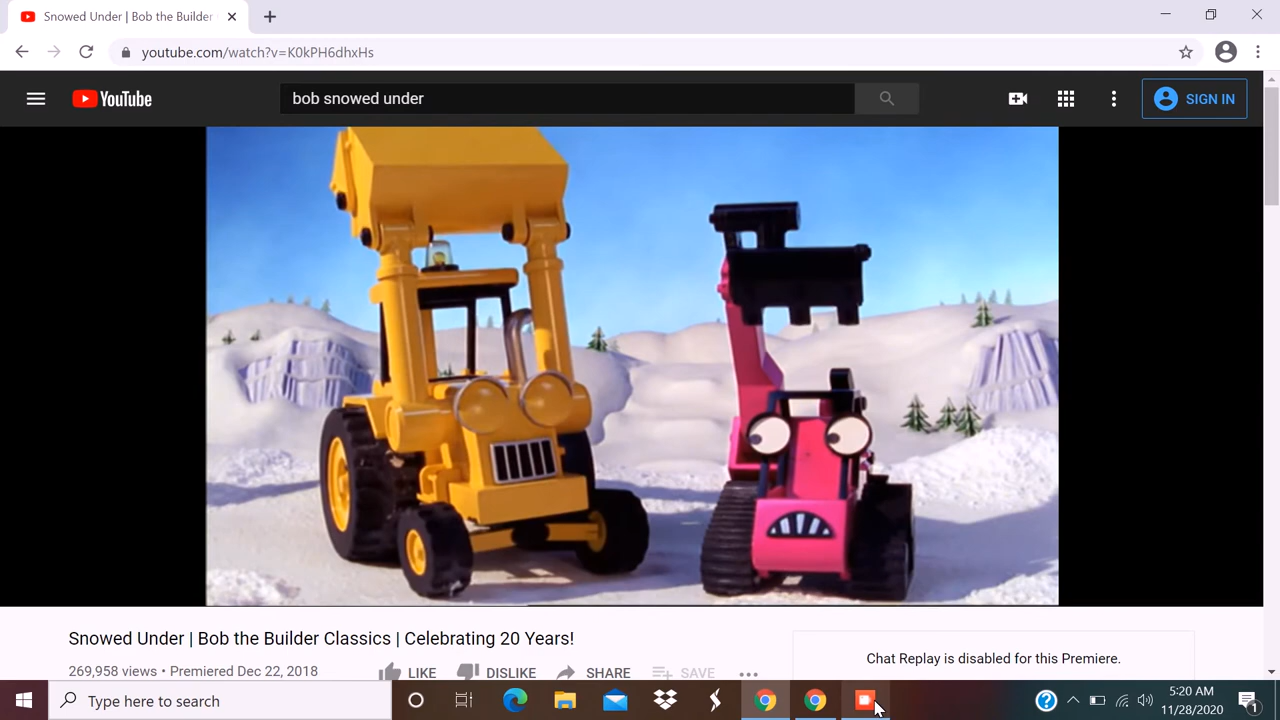 Snowed Under | Bob the Builder
youtube.com/watch?v=K0kPH6dhxHs
YouTube
bob snowed under
SIGN IN
Snowed Under | Bob the Builder Classics | Celebrating 20 Years!
269,958 views • Premiered Dec 22, 2018
LIKE
DISLIKE
SHARE
SAVE
Chat Replay is disabled for this Premiere.
Type here to search
5:20 AM
11/28/2020
1